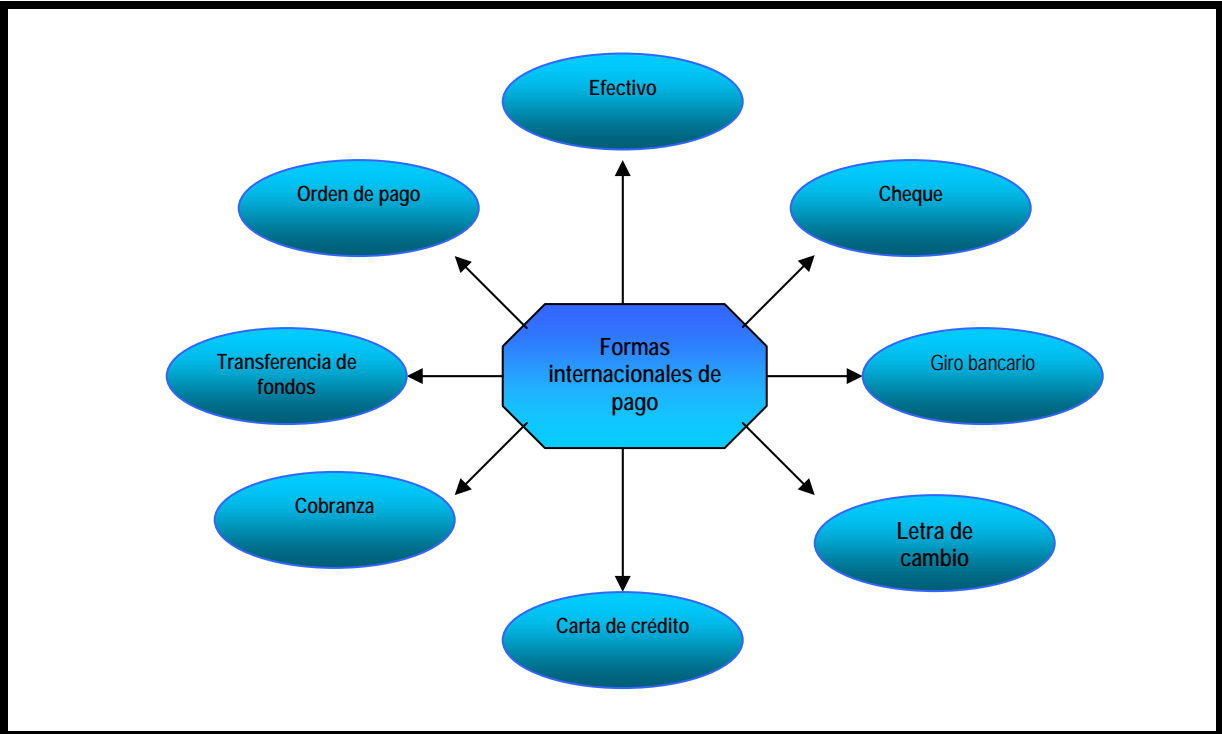 Efectivo
Orden de pago
Cheque
Formas
internacionales de
pago
Transferencia de
fondos
Giro bancario
Cobranza
Letra de
cambio
Carta de crédito